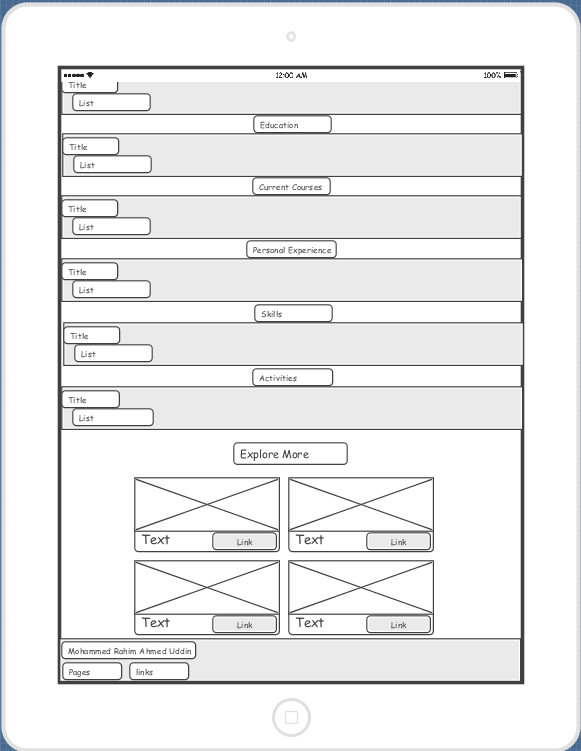 12:00 AM 100%
Title
List
Education
Title
List
Current Courses
Title
List
Personal Experience
Title
List
Skills
Title
List
Activities
Title
List
Explore More
Text Link Text Link
Text Link Text Link
Mohammed Rahim Ahmed Uddin
Pages links